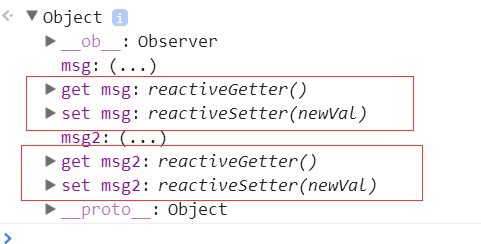 Object i
__ob__: Observer
msg: (...)
get msg: reactiveGetter()
set msg: reactiveSetter(newVal)
msg2: (...)
get msg2: reactiveGetter()
set msg2: reactiveSetter(newVal)
__proto__: Object